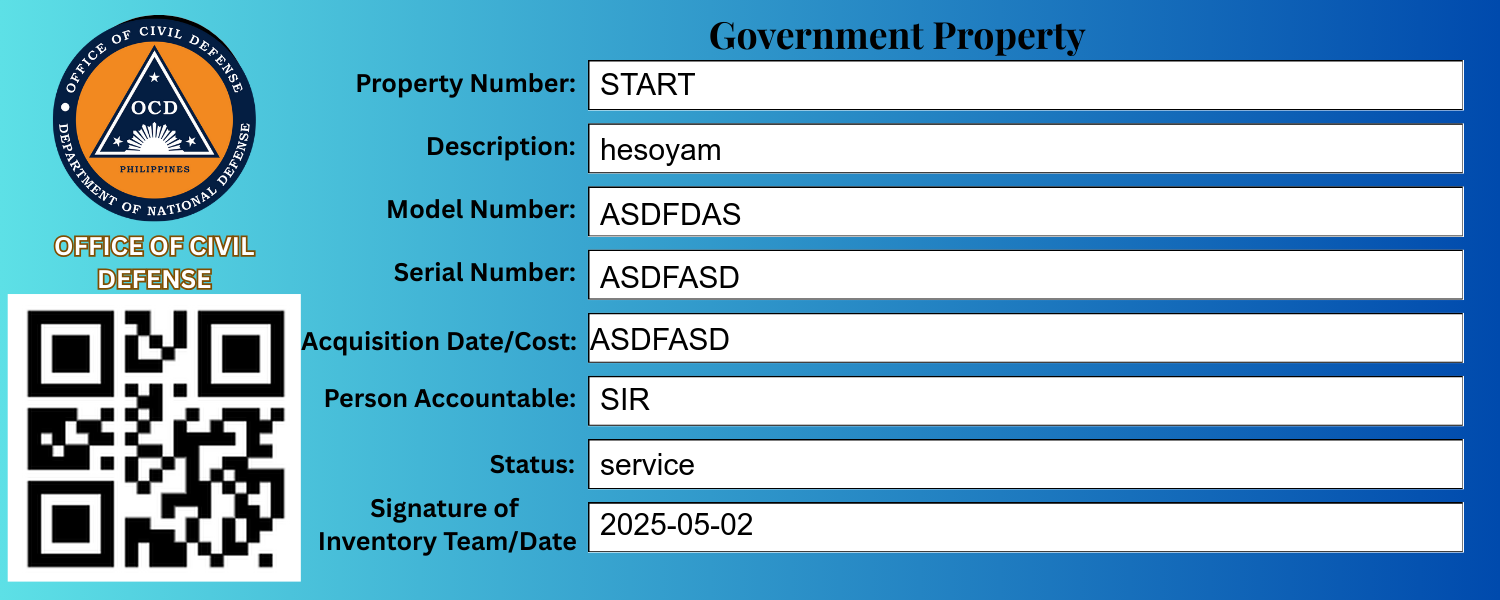 OFFICE OF CIVIL DEFENSE
DEPARTMENT OF NATIONAL DEFENSE
OCD
PHILIPPINES
OFFICE OF CIVIL
DEFENSE
Government Property
Property Number: START
Description: hesoyam
Model Number: ASDFDAS
Serial Number: ASDFASD
Acquisition Date/Cost: ASDFASD
Person Accountable: SIR
Status: service
Signature of
Inventory Team/Date 2025-05-02